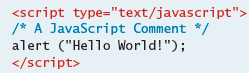 <script type="text/javascript">
/* A JavaScript Comment */
alert ("Hello World!");
</script>